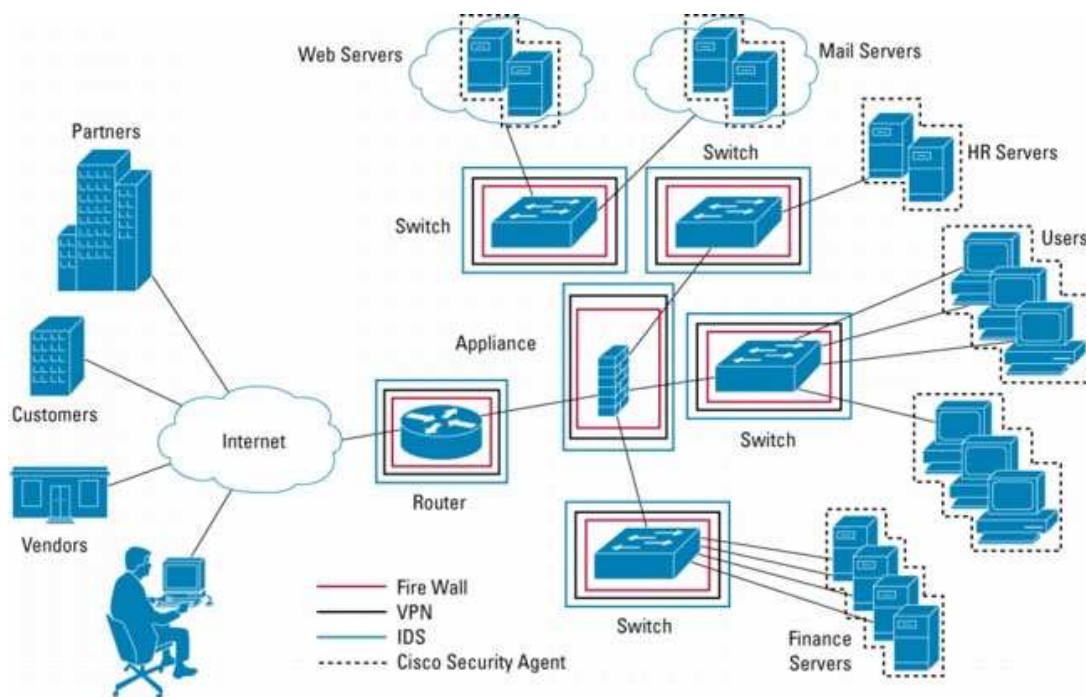 Web Servers
Mail Servers
Partners
Switch
HR Servers
Switch
Users
Appliance
Customers
Internet
Switch
Router
Vendors
Fire Wall
VPN
IDS
Cisco Security Agent
Switch
Finance
Servers